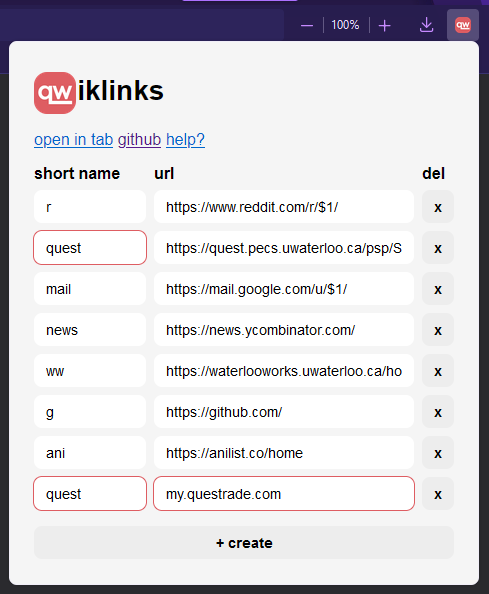 100%
qwiklinks
open in tab github help?
short name url del
r https://www.reddit.com/r/$1/ x
quest https://quest.pecs.uwaterloo.ca/psp/S x
mail https://mail.google.com/u/$1/ x
news https://news.ycombinator.com/ x
ww https://waterlooworks.uwaterloo.ca/ho x
g https://github.com/ x
ani https://anilist.co/home x
quest my.questrade.com x
+ create